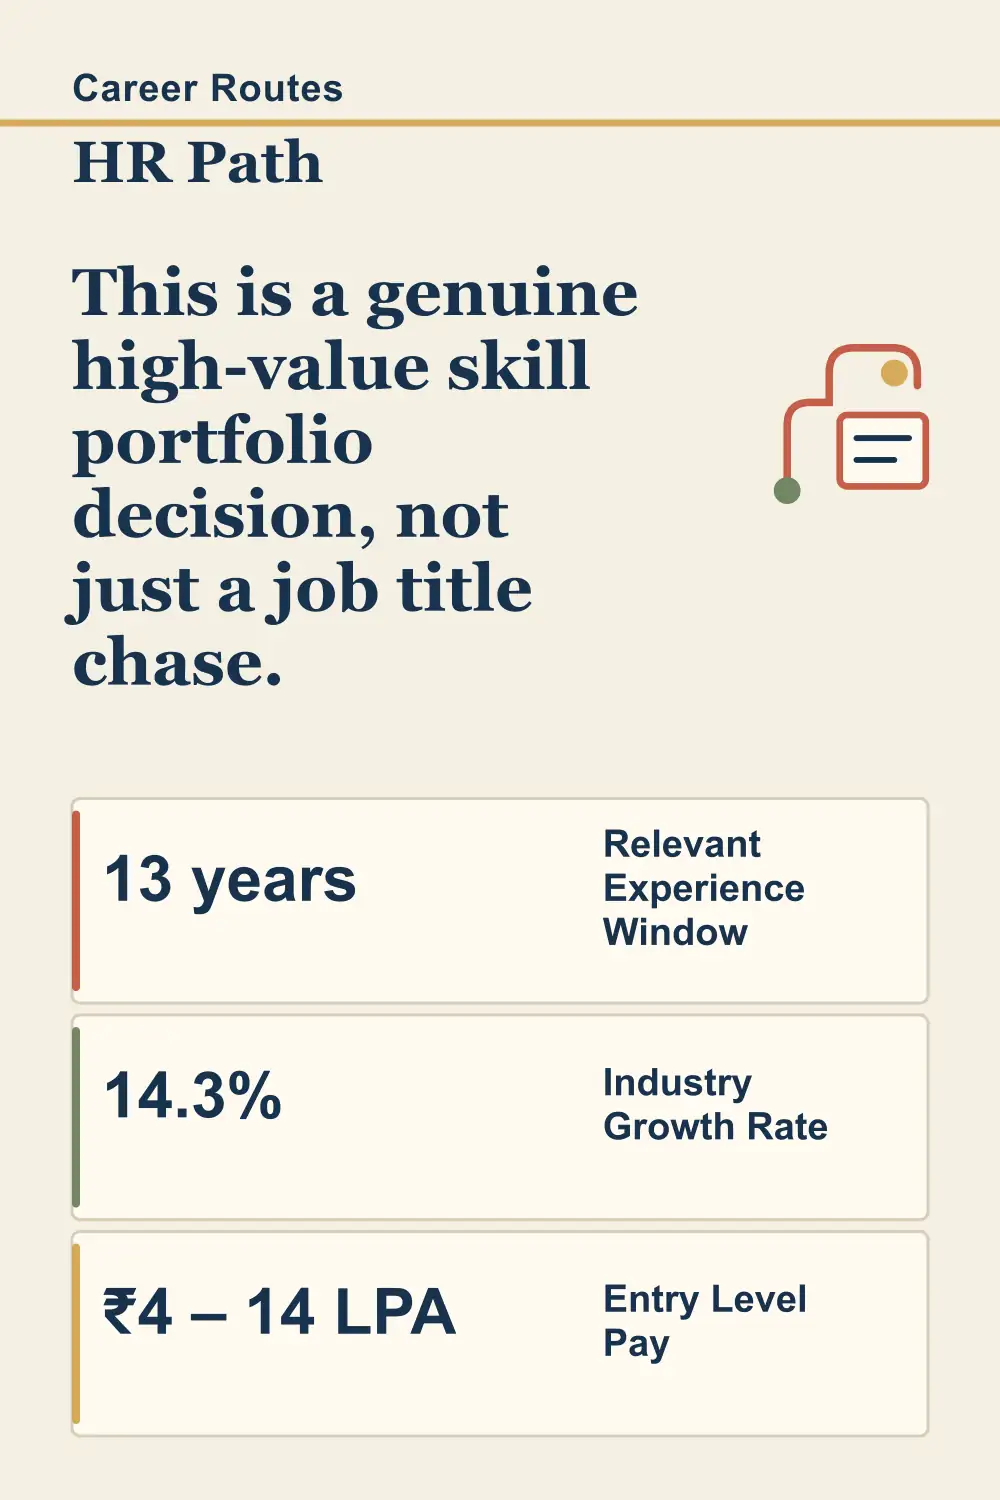 Career Routes
HR Path
This is a genuine
high-value skill
portfolio
decision, not
just a job title
chase.
13 years
Relevant
Experience
Window
14.3%
Industry
Growth Rate
₹4 – 14 LPA
Entry Level
Pay